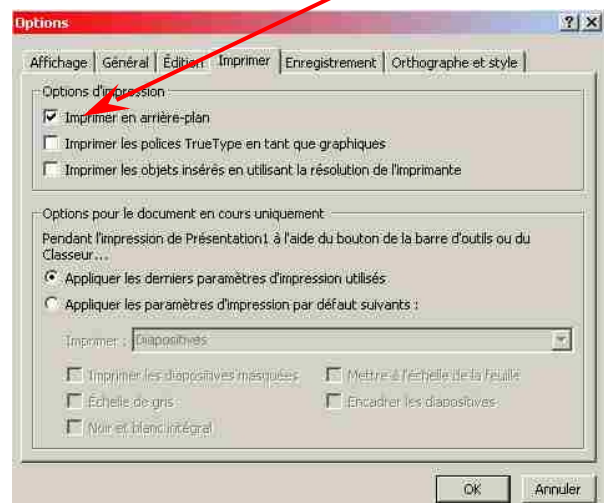 Options
Affichage Général Édition Imprimer Enregistrement Orthographe et style
Options d'impression
Imprimer en arrière-plan
Imprimer les polices TrueType en tant que graphiques
Imprimer les objets insérés en utilisant la résolution de l'imprimante
Options pour le document en cours uniquement
Pendant l'impression de Présentation1 à l'aide du bouton de la barre d'outils ou du
Classeur...
Appliquer les derniers paramètres d'impression utilisés
Appliquer les paramètres d'impression par défaut suivants :
Imprimer : Diapositives
Imprimer les diapositives masquées Mettre à l'échelle de la feuille
Échelle de gris Encadrer les diapositives
Noir et blanc intégral
OK Annuler